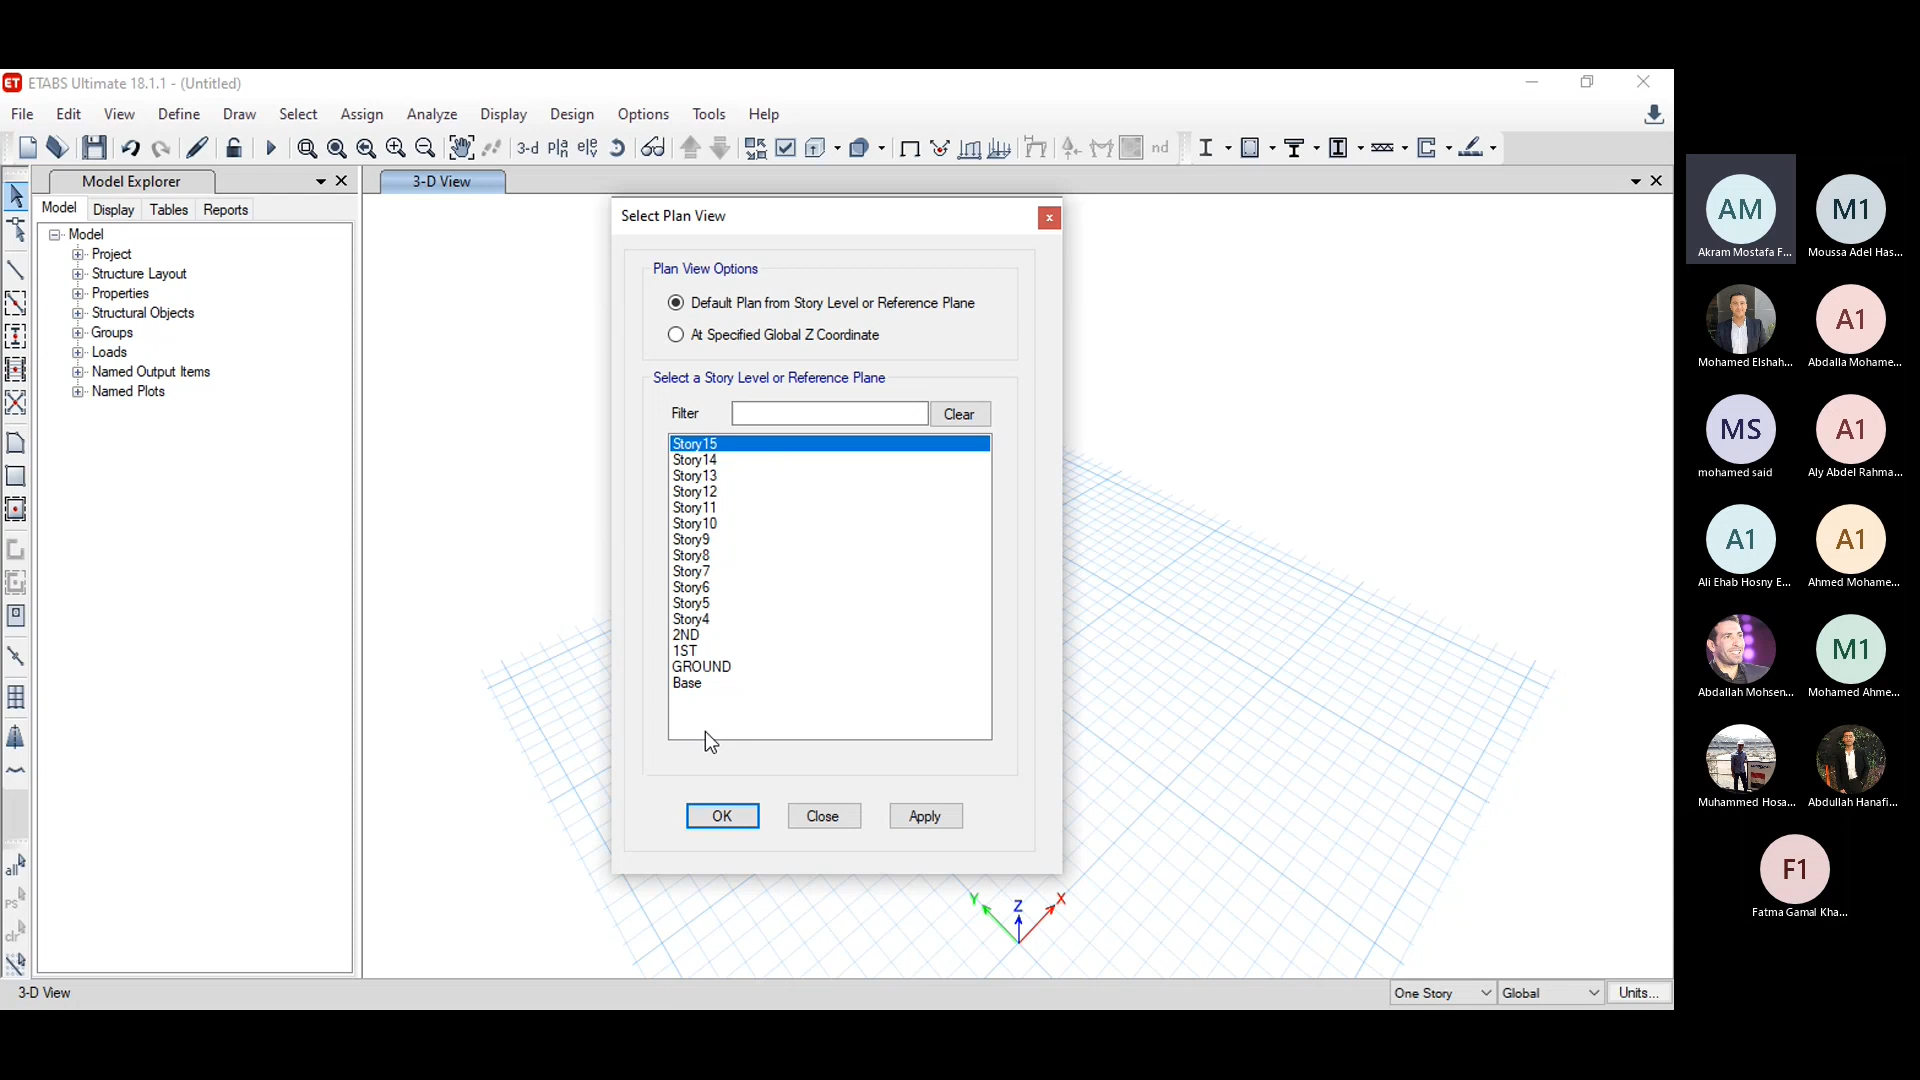 ET ETABS Ultimate 18.1.1 - (Untitled)
File Edit View Define Draw Select Assign Analyze Display Design Options Tools Help
3-d nd
Model Explorer
3-D View
Model Display Tables Reports
Model
Project
Structure Layout
Properties
Structural Objects
Groups
Loads
Named Output Items
Named Plots
Select Plan View
Plan View Options
Default Plan from Story Level or Reference Plane
At Specified Global Z Coordinate
Select a Story Level or Reference Plane
Filter
Clear
Story15
Story14
Story13
Story12
Story11
Story10
Story9
Story8
Story7
Story6
Story5
Story4
2ND
1ST
GROUND
Base
OK Close Apply
Y Z X
all
PS
clr
3-D View
One Story Global Units...
AM
Akram Mostafa F...
M1
Moussa Adel Has...
Mohamed Elshah...
A1
Abdalla Mohame...
MS
mohamed said
A1
Aly Abdel Rahma...
A1
Ali Ehab Hosny E...
A1
Ahmed Mohame...
Abdallah Mohsen...
M1
Mohamed Ahme...
Muhammed Hosa...
Abdullah Hanafi...
F1
Fatma Gamal Kha...